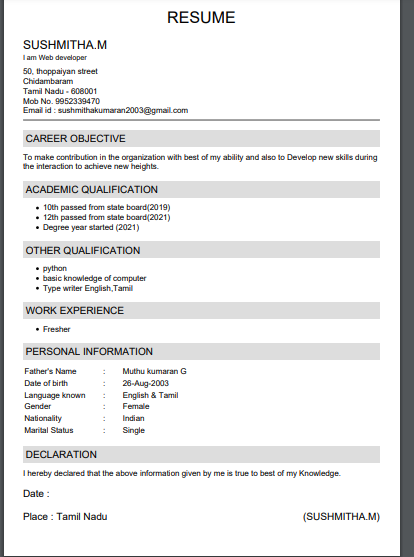 RESUME
SUSHMITHA.M
I am Web developer
50, thoppaiyan street
Chidambaram
Tamil Nadu - 608001
Mob No. 9952339470
Email id : sushmithakumaran2003@gmail.com
CAREER OBJECTIVE
To make contribution in the organization with best of my ability and also to Develop new skills during
the interaction to achieve new heights.
ACADEMIC QUALIFICATION
• 10th passed from state board(2019)
• 12th passed from state board(2021)
• Degree year started (2021)
OTHER QUALIFICATION
• python
• basic knowledge of computer
• Type writer English,Tamil
WORK EXPERIENCE
• Fresher
PERSONAL INFORMATION
Father's Name : Muthu kumaran G
Date of birth : 26-Aug-2003
Language known : English & Tamil
Gender : Female
Nationality : Indian
Marital Status : Single
DECLARATION
I hereby declared that the above information given by me is true to best of my Knowledge.
Date :
Place : Tamil Nadu (SUSHMITHA.M)